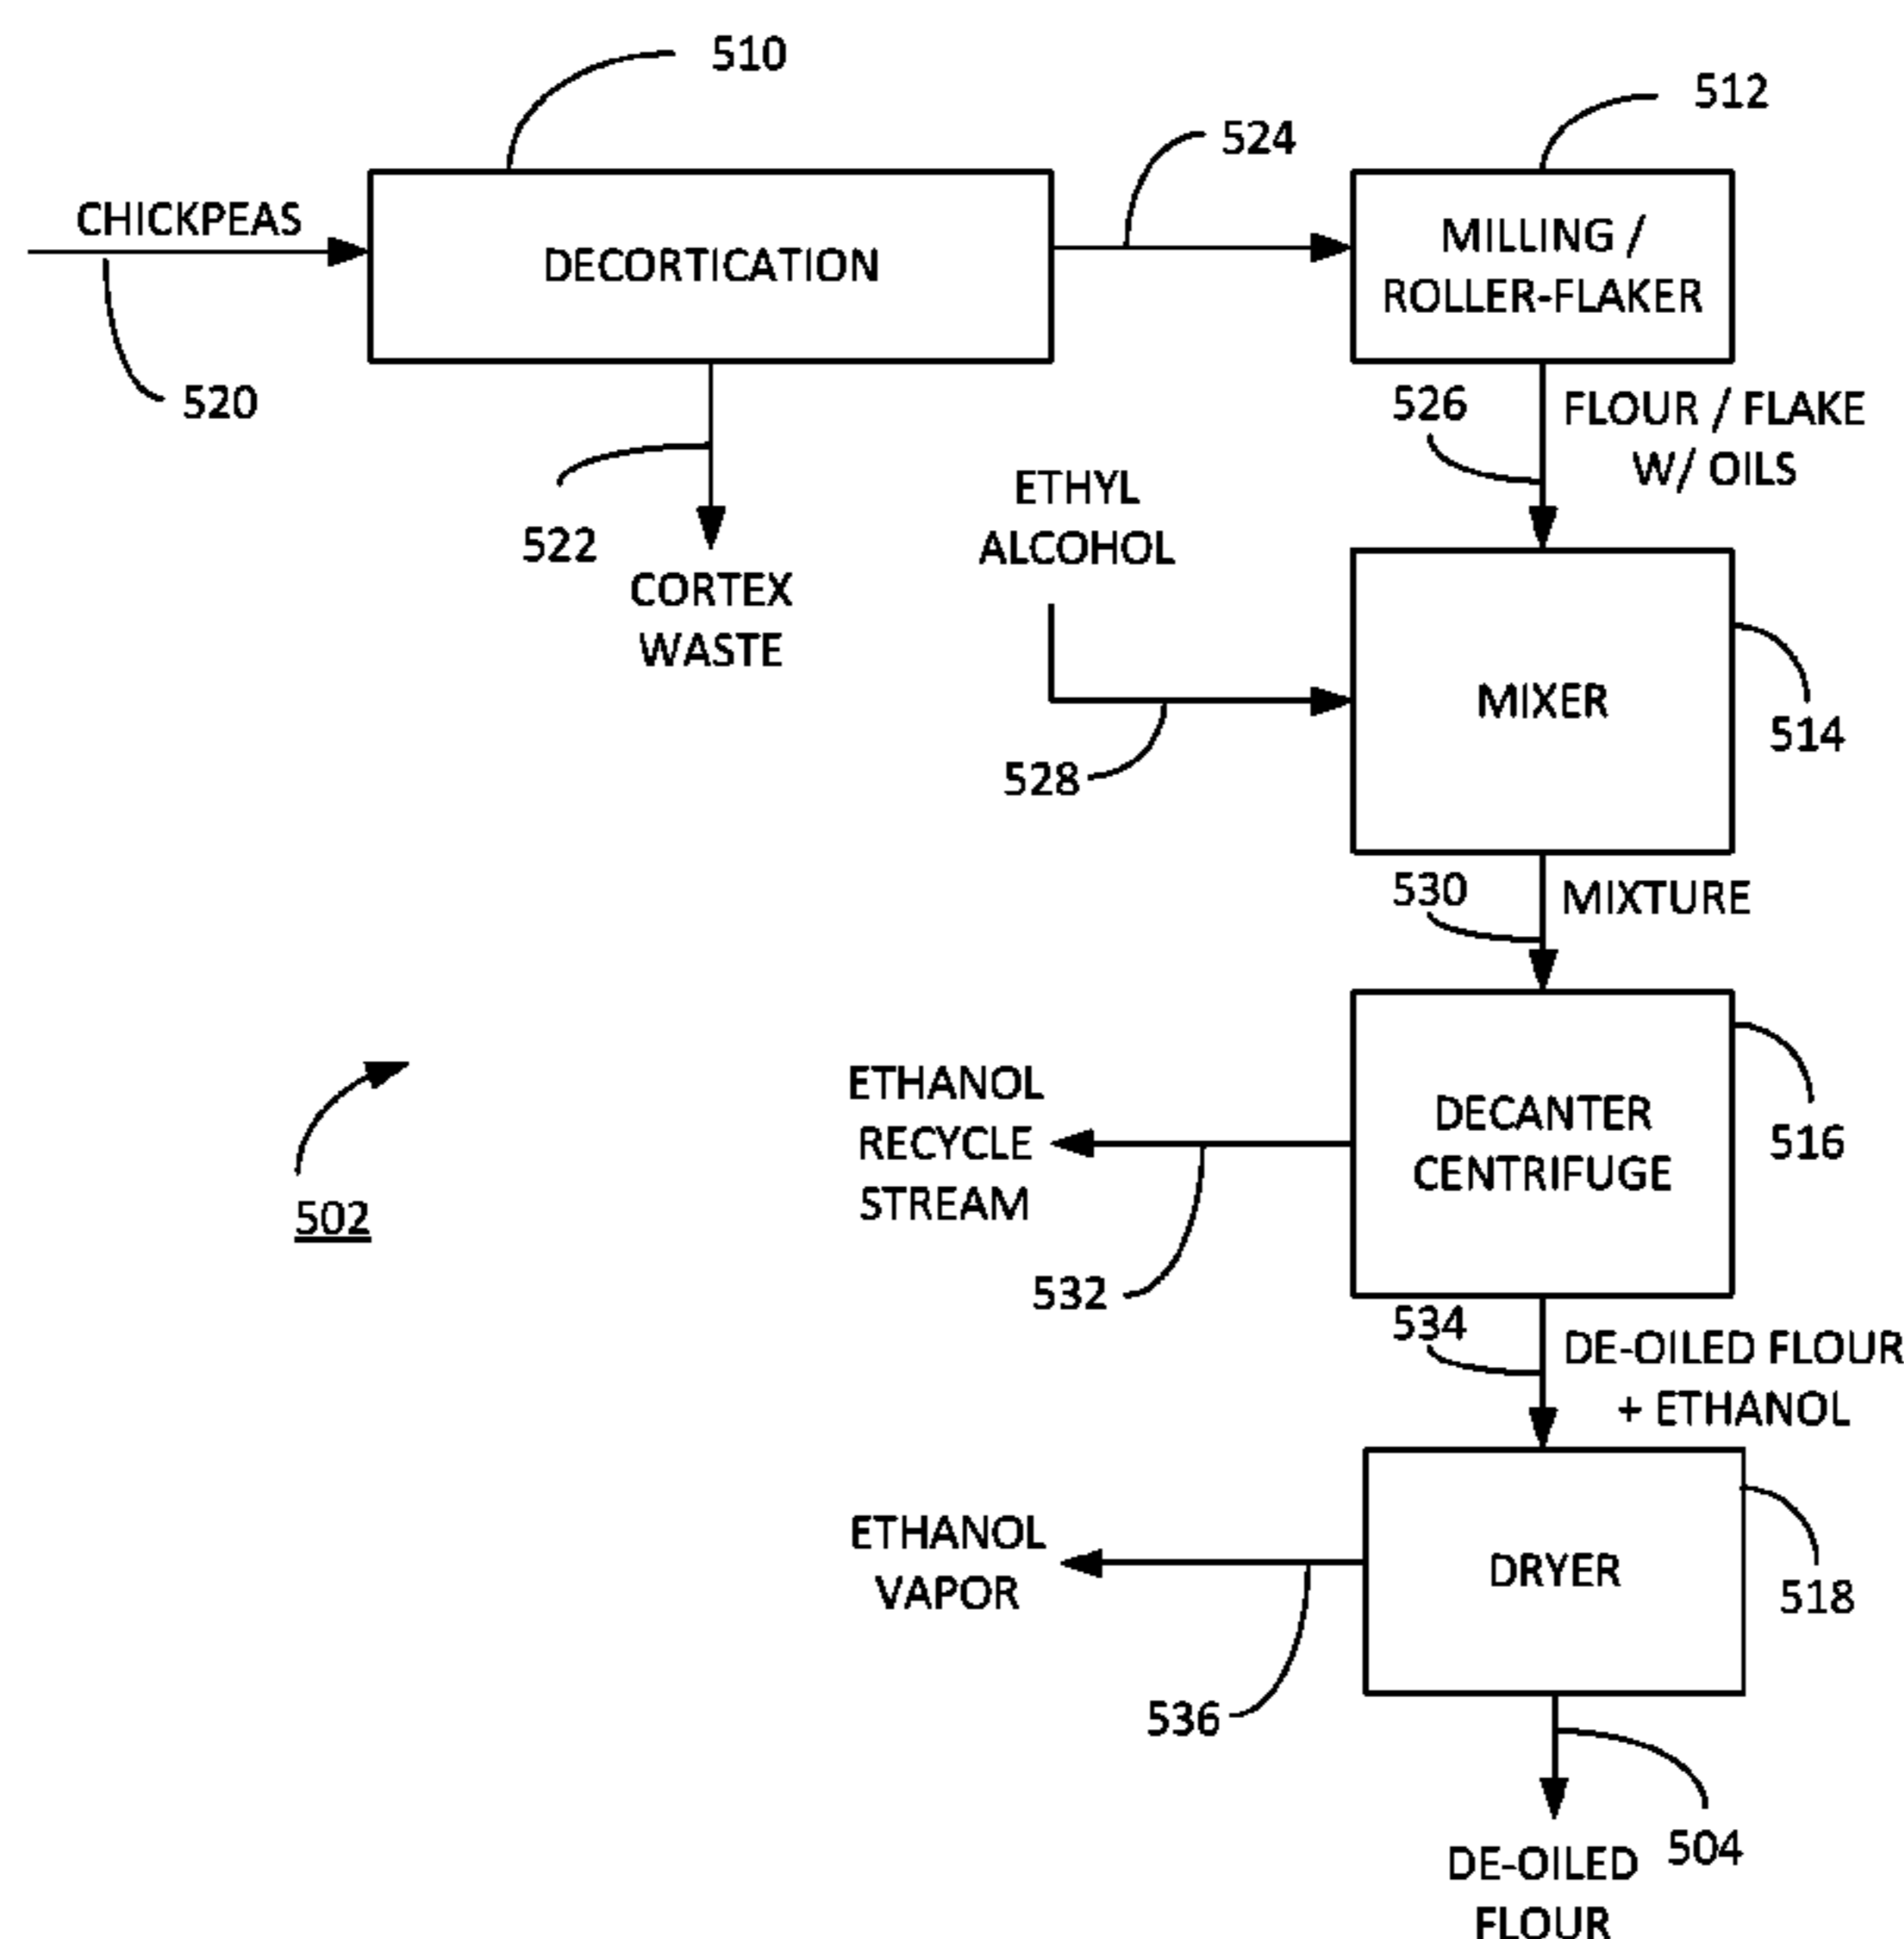 510
512
524
CHICKPEAS
DECORTICATION
MILLING /
ROLLER-FLAKER
520
526
FLOUR / FLAKE
W/ OILS
522
CORTEX
WASTE
ETHYL
ALCOHOL
528
MIXER
514
530
MIXTURE
502
ETHANOL
RECYCLE
STREAM
532
DECANTER
CENTRIFUGE
516
534
DE-OILED FLOUR
+ ETHANOL
ETHANOL
VAPOR
536
DRYER
518
504
DE-OILED
FLOUR